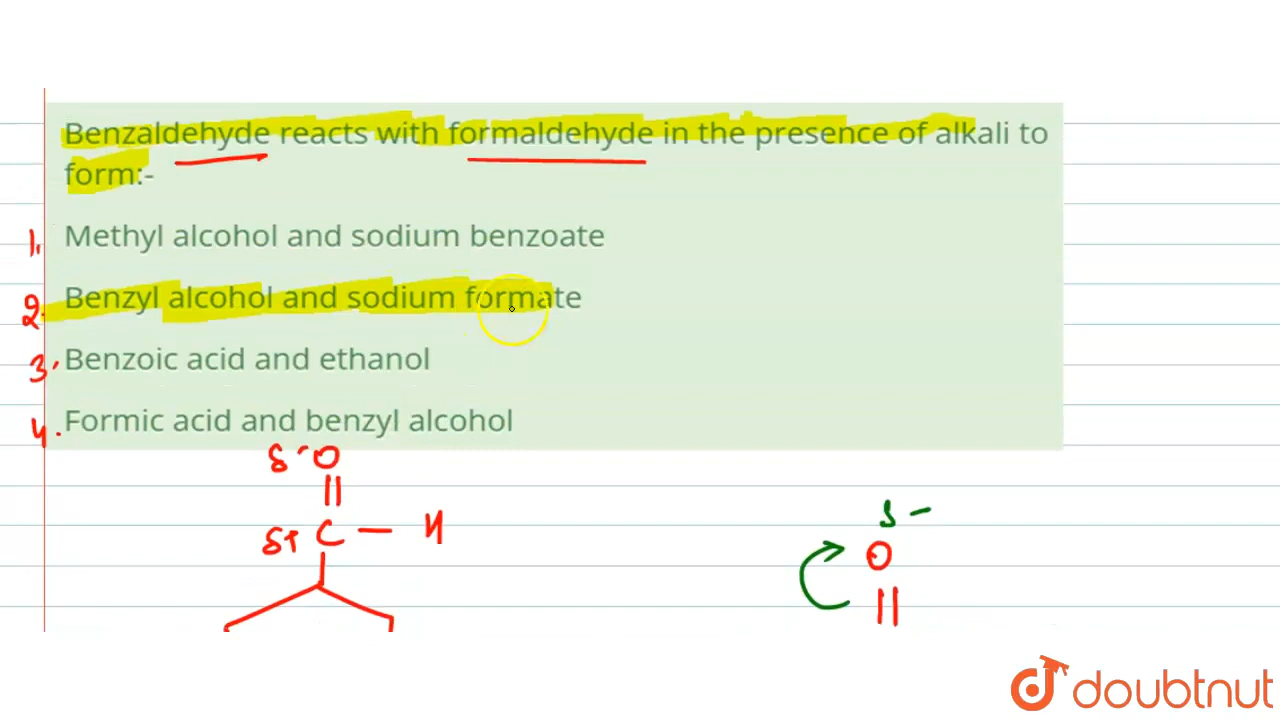 Benzaldehyde reacts with formaldehyde in the presence of alkali to
form:-
1. Methyl alcohol and sodium benzoate
2. Benzyl alcohol and sodium formate
3. Benzoic acid and ethanol
4. Formic acid and benzyl alcohol
δ- O
δ+ C — H
δ-
O
doubtnut